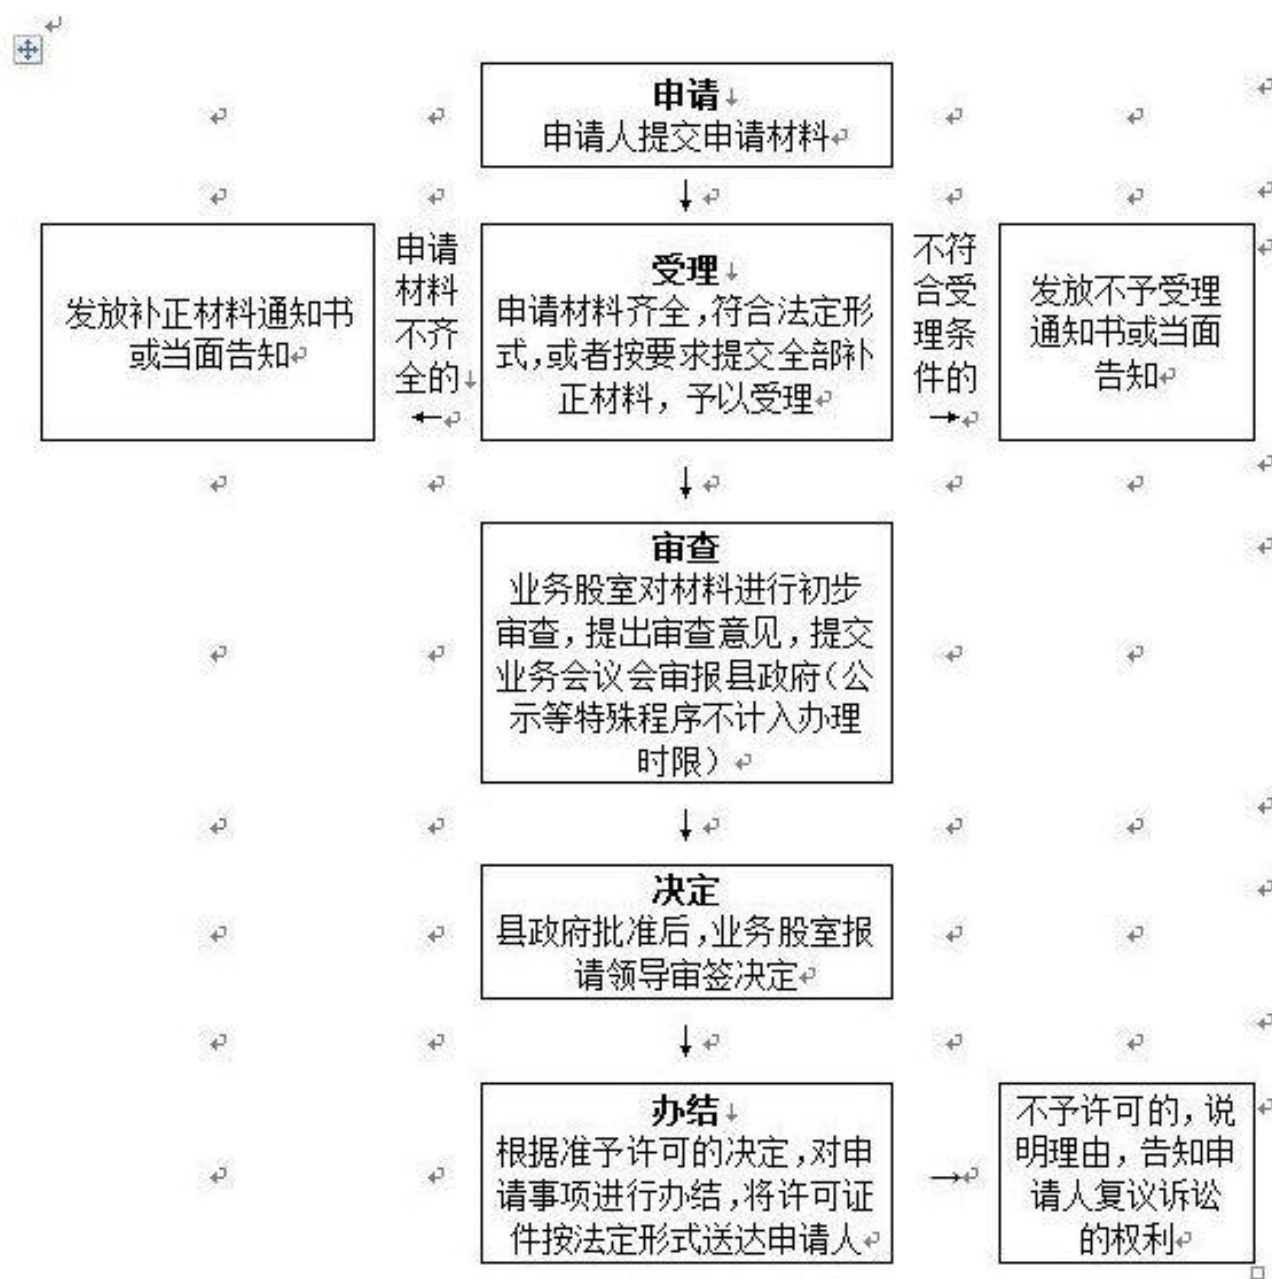 申请
申请人提交申请材料
发放补正材料通知书
或当面告知
申请
材料
不齐
全的
受理
申请材料齐全,符合法定形
式,或者按要求提交全部补
正材料，予以受理
不符
合受
理条
件的
发放不予受理
通知书或当面
告知
审查
业务股室对材料进行初步
审查，提出审查意见，提交
业务会议会审报县政府（公
示等特殊程序不计入办理
时限）
决定
县政府批准后,业务股室报
请领导审签决定
办结
根据准予许可的决定,对申
请事项进行办结,将许可证
件按法定形式送达申请人
不予许可的，说
明理由，告知申
请人复议诉讼
的权利